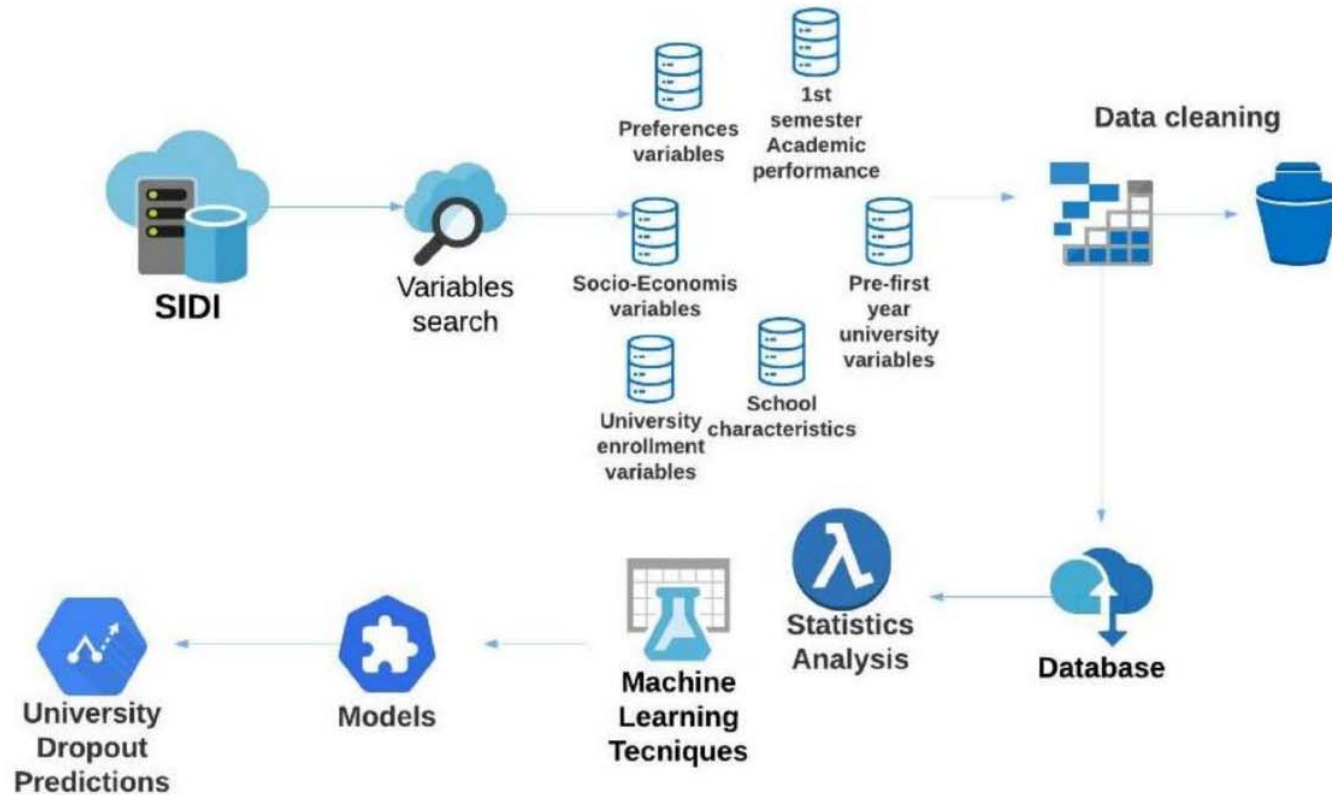 Preferences
variables
1st
semester
Academic
performance
Data cleaning
SIDI
Variables
search
Socio-Economis
variables
Pre-first
year
university
variables
University
enrollment
variables
School
characteristics
Statistics
Analysis
Database
Machine
Learning
Tecniques
Models
University
Dropout
Predictions